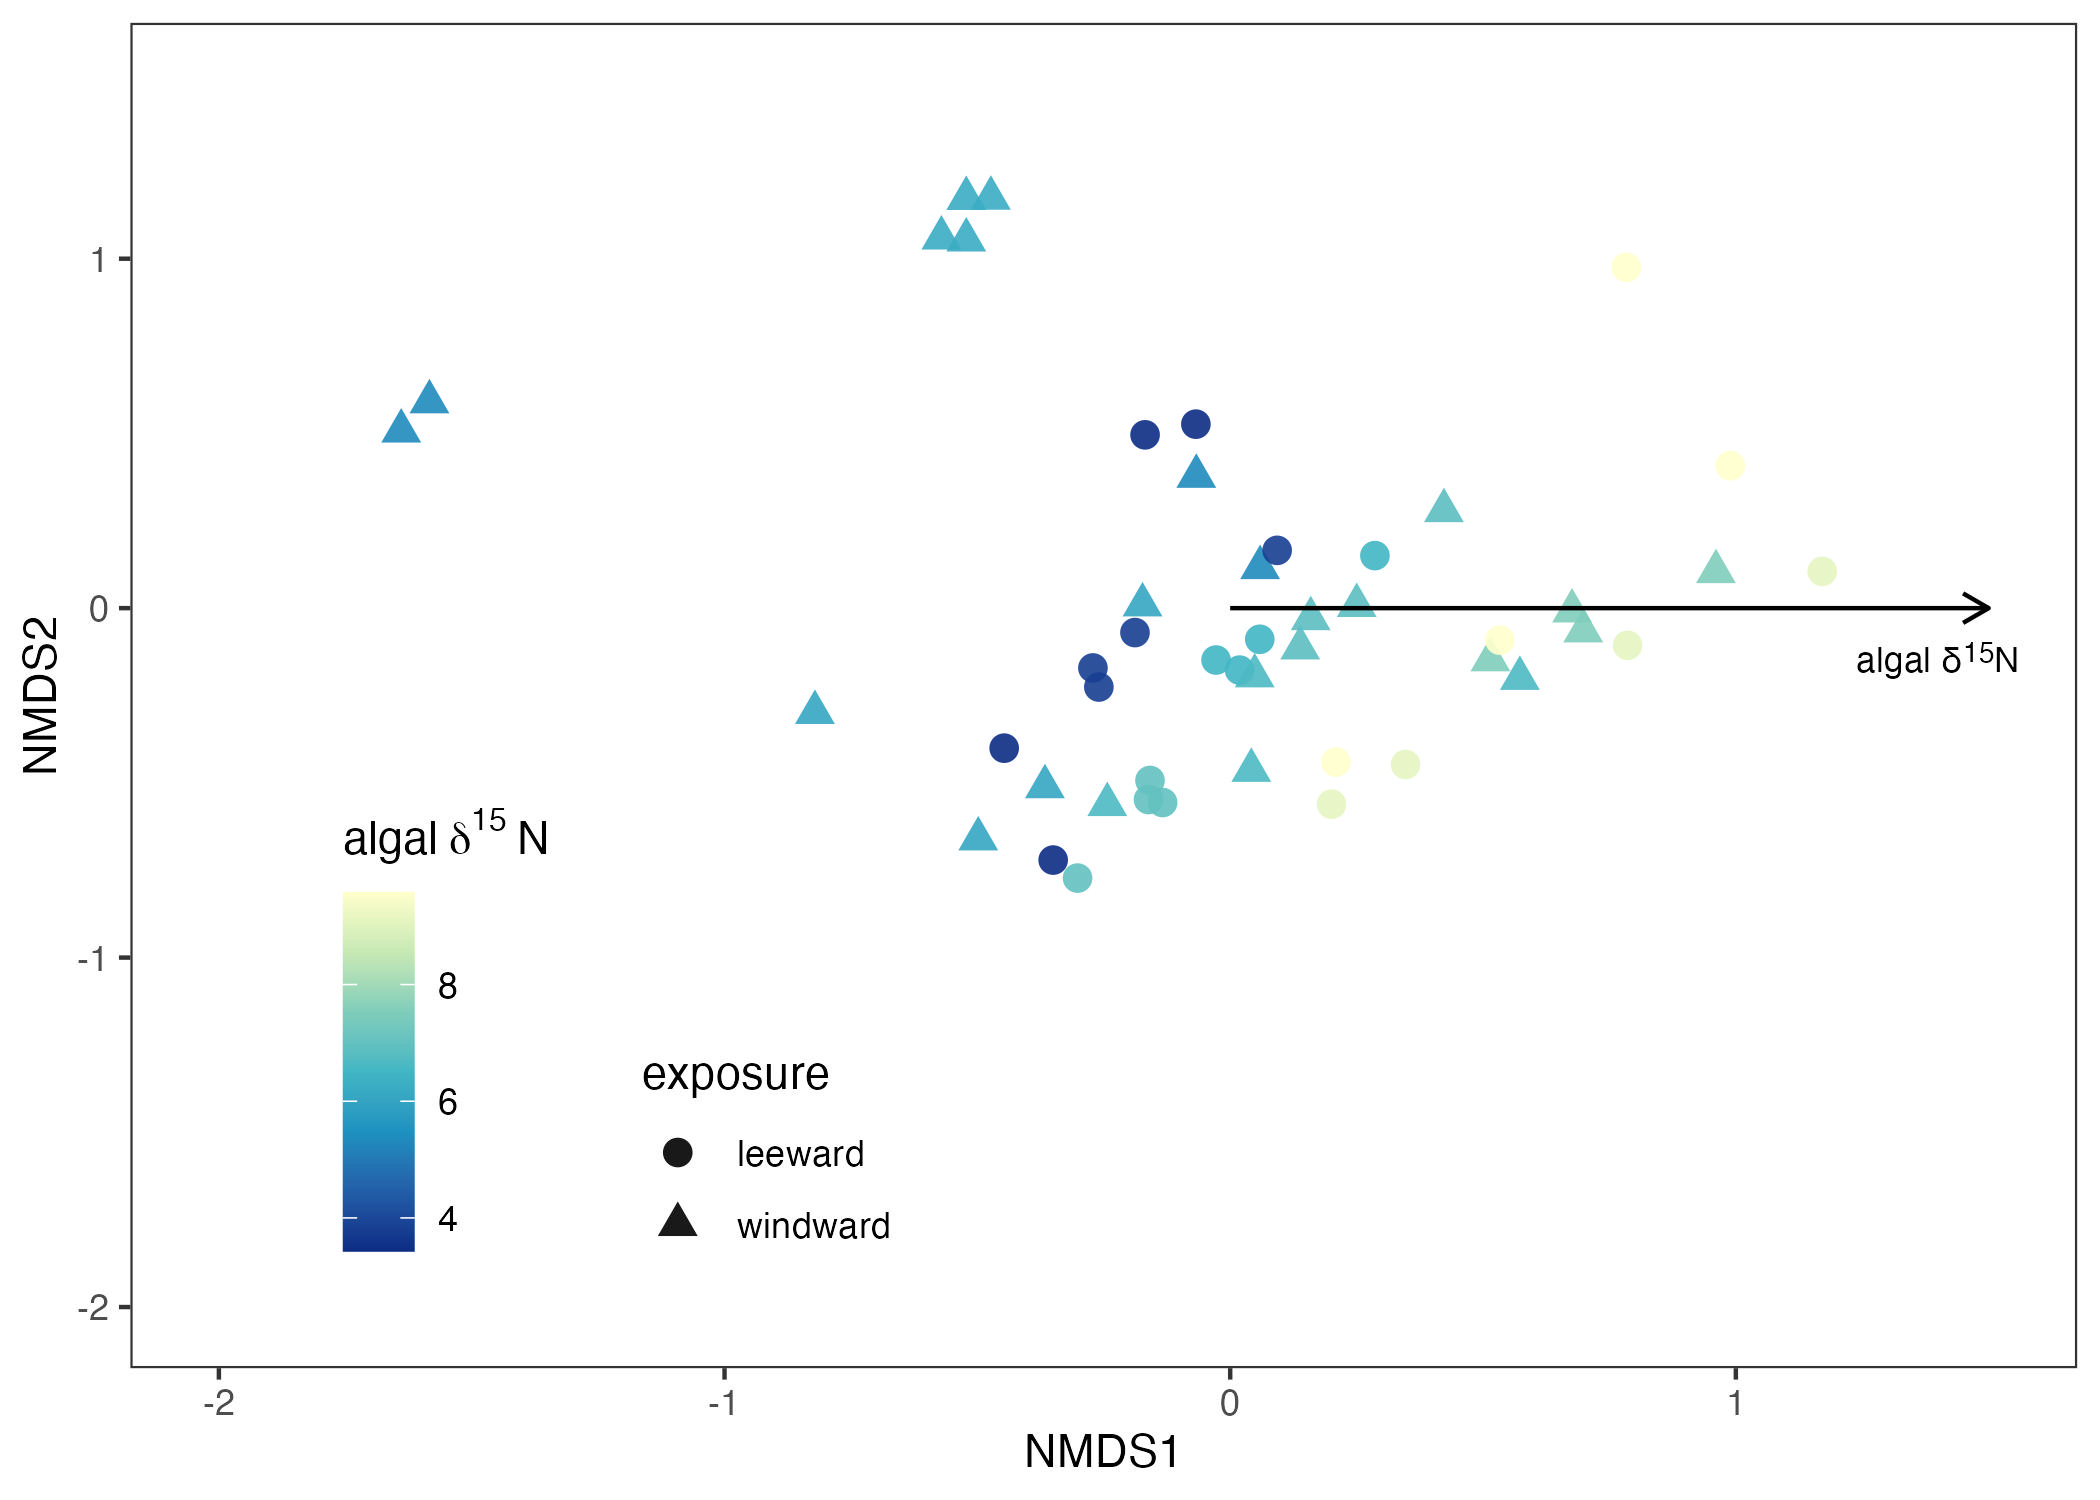 NMDS2
1
0
-1
-2
algal δ¹⁵N
algal δ¹⁵ N
8
6
4
exposure
leeward
windward
-2
-1
0
1
NMDS1